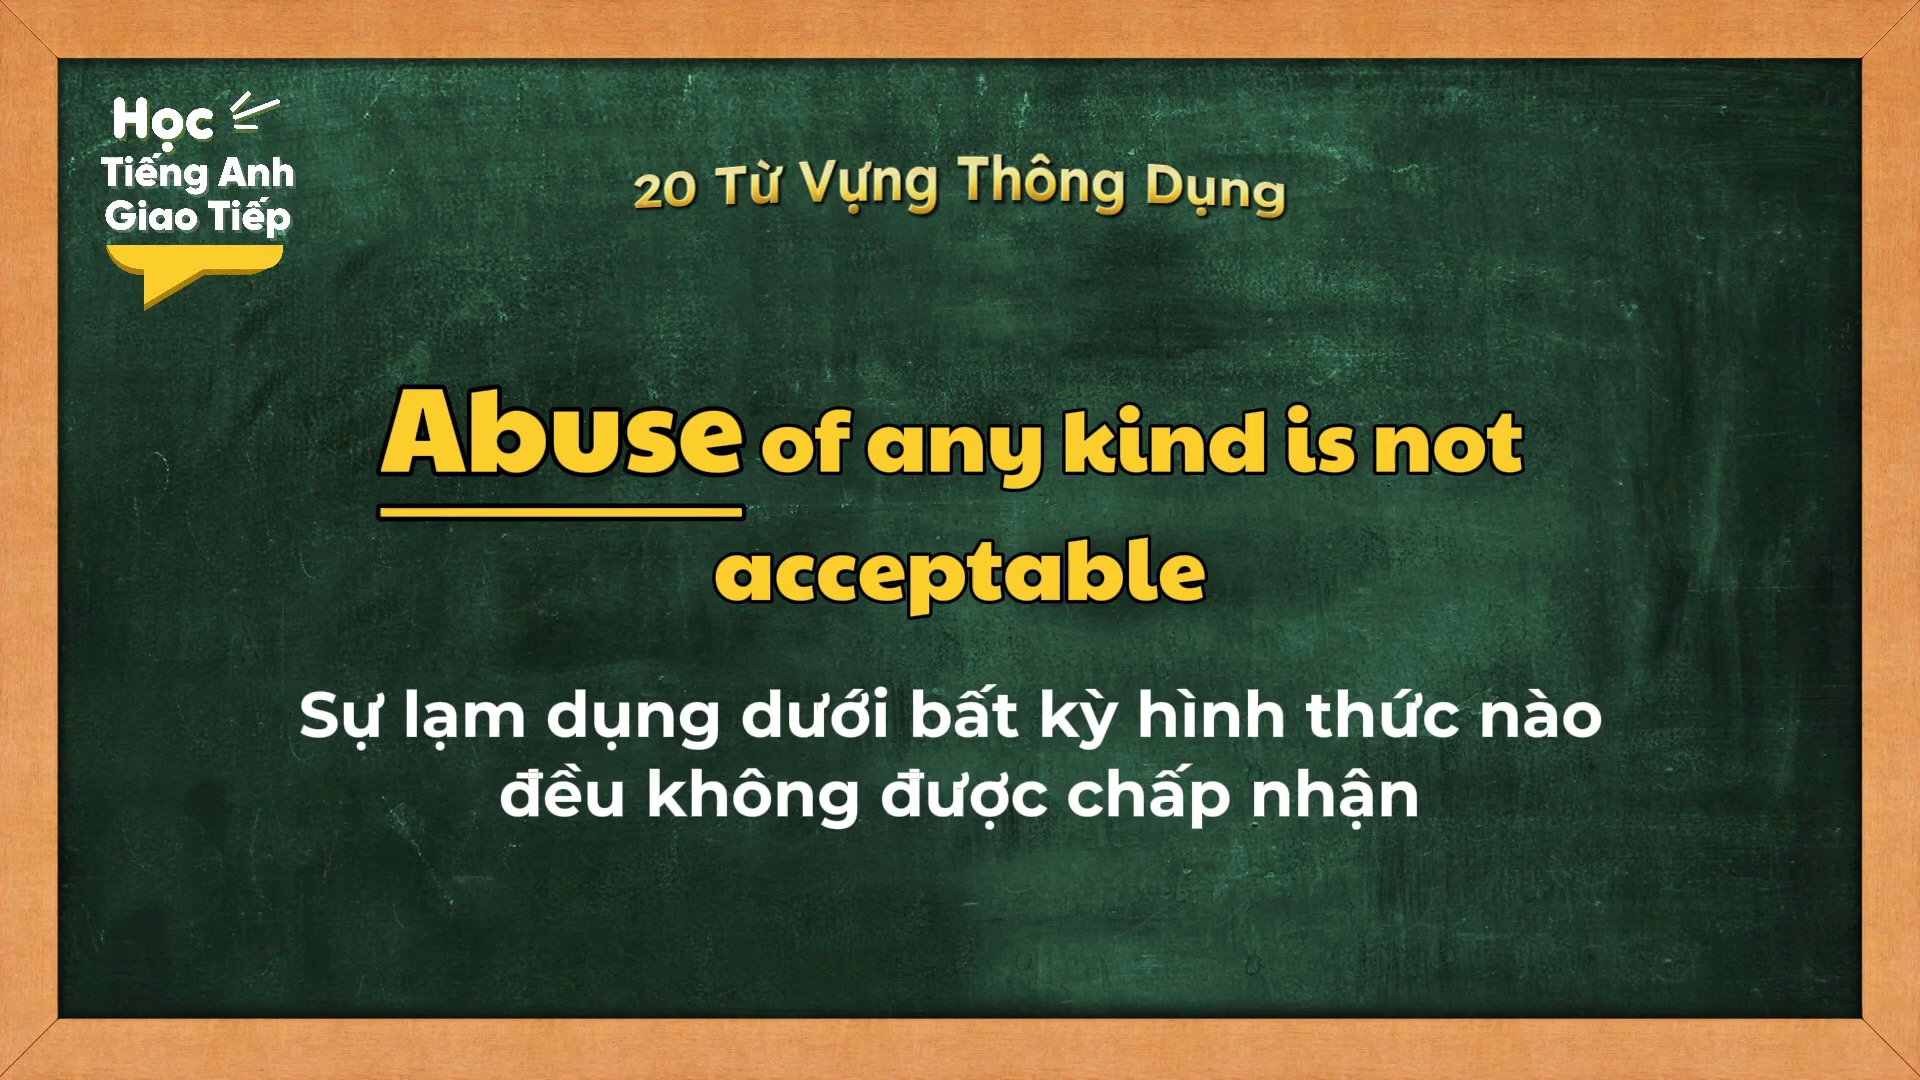 Học
Tiếng Anh
Giao Tiếp
20 Từ Vựng Thông Dụng
Abuse of any kind is not
acceptable
Sự lạm dụng dưới bất kỳ hình thức nào
đều không được chấp nhận